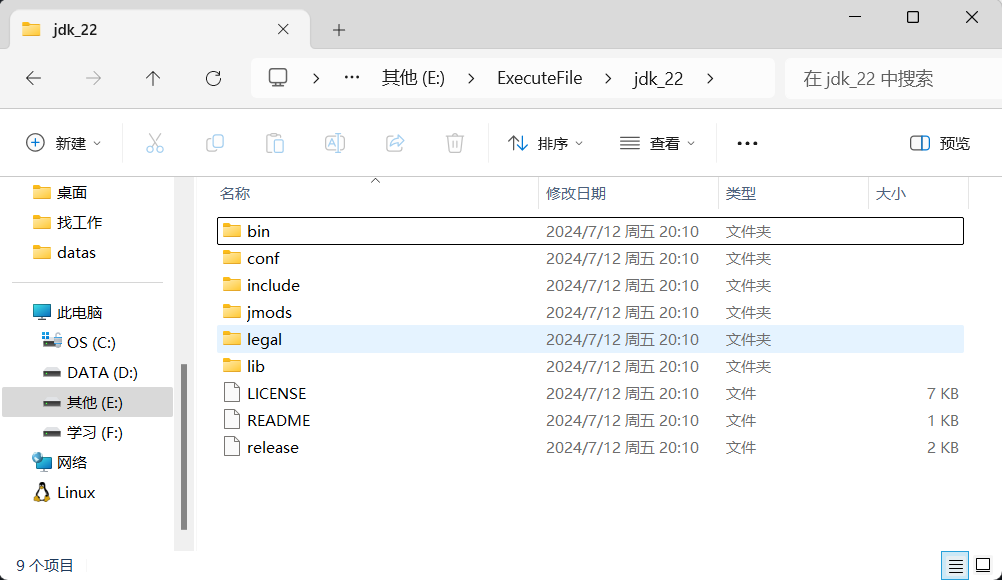 jdk_22
其他 (E:) ExecuteFile jdk_22
在 jdk_22 中搜索
新建 排序 查看 预览
名称 修改日期 类型 大小
桌面
找工作
datas
此电脑
OS (C:)
DATA (D:)
其他 (E:)
学习 (F:)
网络
Linux
bin 2024/7/12 周五 20:10 文件夹
conf 2024/7/12 周五 20:10 文件夹
include 2024/7/12 周五 20:10 文件夹
jmods 2024/7/12 周五 20:10 文件夹
legal 2024/7/12 周五 20:10 文件夹
lib 2024/7/12 周五 20:10 文件夹
LICENSE 2024/7/12 周五 20:10 文件 7 KB
README 2024/7/12 周五 20:10 文件 1 KB
release 2024/7/12 周五 20:10 文件 2 KB
9 个项目